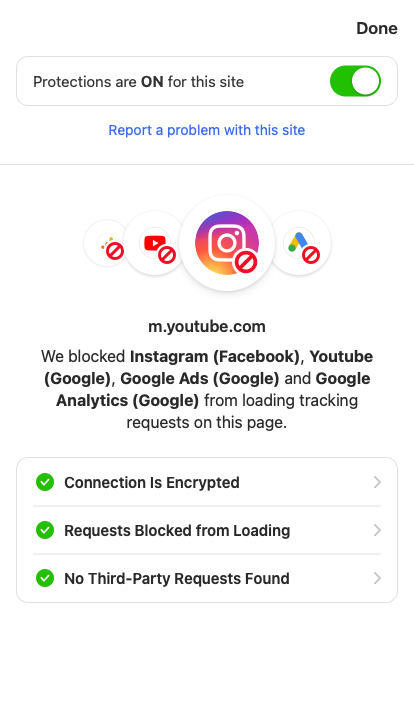 Done
Protections are ON for this site
Report a problem with this site
m.youtube.com
We blocked Instagram (Facebook), Youtube
(Google), Google Ads (Google) and Google
Analytics (Google) from loading tracking
requests on this page.
Connection Is Encrypted
Requests Blocked from Loading
No Third-Party Requests Found